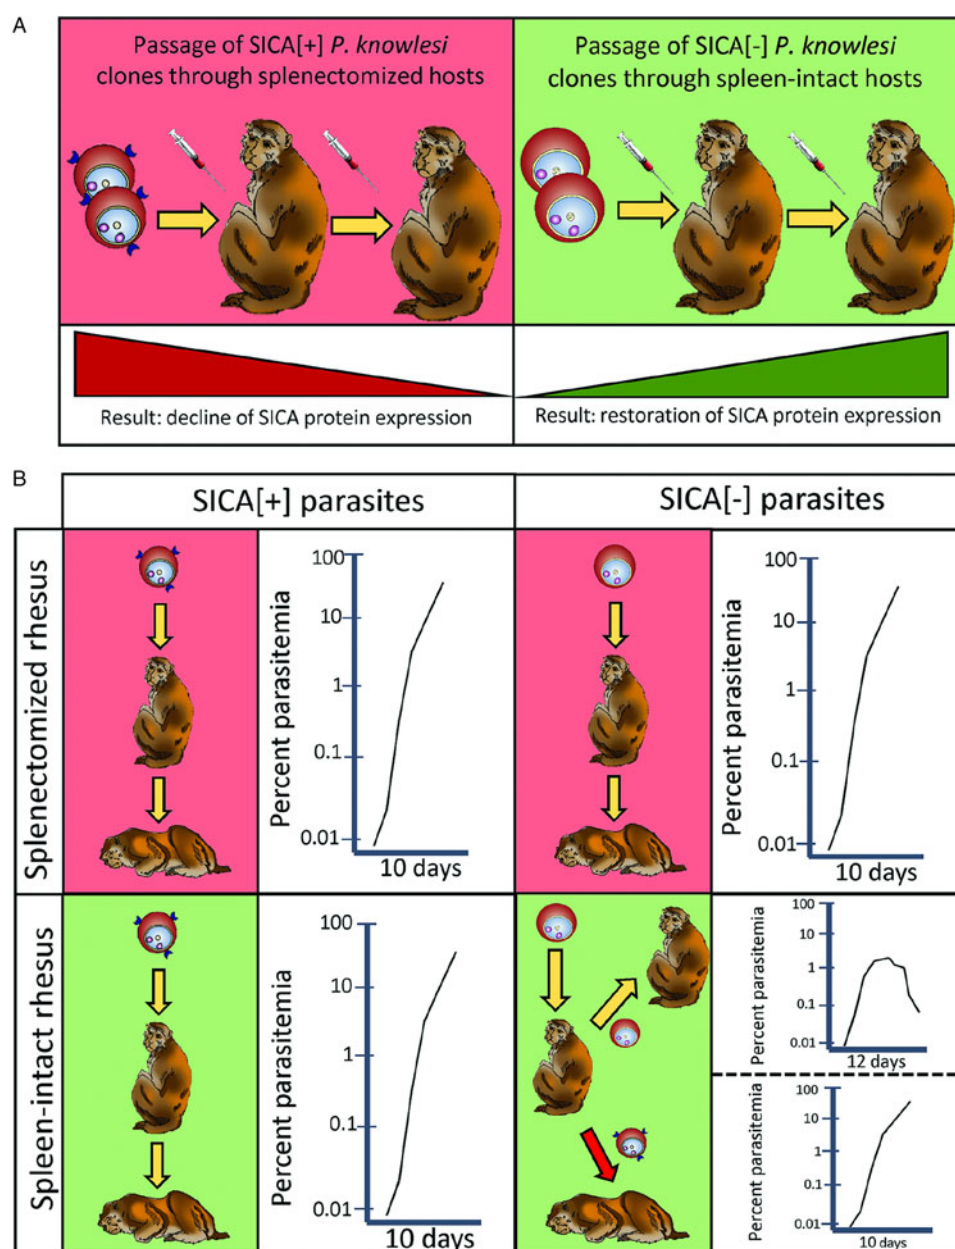 A
Passage of SICA[+] P. knowlesi
clones through splenectomized hosts
Passage of SICA[-] P. knowlesi
clones through spleen-intact hosts
Result: decline of SICA protein expression
Result: restoration of SICA protein expression
B
SICA[+] parasites
SICA[-] parasites
Splenectomized rhesus
Percent parasitemia
100
10
1
0.1
0.01
10 days
Percent parasitemia
100
10
1
0.1
0.01
10 days
Spleen-intact rhesus
Percent parasitemia
100
10
1
0.1
0.01
10 days
Percent parasitemia
100
10
1
0.1
0.01
12 days
Percent parasitemia
100
10
1
0.1
0.01
10 days